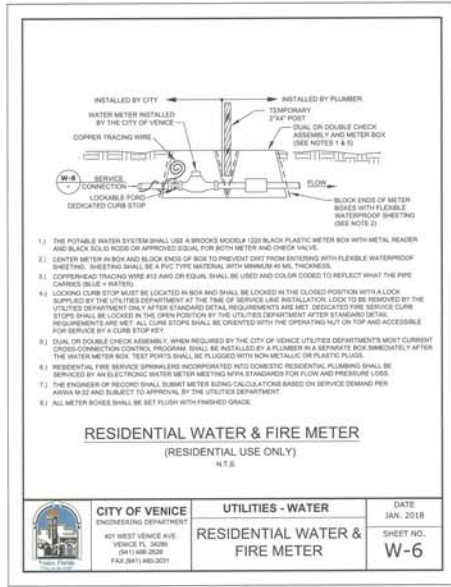 INSTALLED BY CITY
INSTALLED BY PLUMBER
WATER METER INSTALLED
BY THE CITY OF VENICE
TEMPORARY
2"X4" POST
COPPER TRACING WIRE
DUAL OR DOUBLE CHECK
ASSEMBLY AND METER BOX
(SEE NOTES 1 & 5)
W-8
SERVICE
CONNECTION
FLOW
LOCKABLE FORD
DEDICATED CURB STOP
BLOCK ENDS OF METER
BOXES WITH FLEXIBLE
WATERPROOF SHEETING
(SEE NOTE 2)
1.) THE POTABLE WATER SYSTEM SHALL USE A BROOKS MODEL# 1220 BLACK PLASTIC METER BOX WITH METAL READER
AND BLACK SOLID RODS OR APPROVED EQUAL FOR BOTH METER AND CHECK VALVE.
2.) CENTER METER IN BOX AND BLOCK ENDS OF BOX TO PREVENT DIRT FROM ENTERING WITH FLEXIBLE WATERPROOF
SHEETING. SHEETING SHALL BE A PVC TYPE MATERIAL WITH MINIMUM 40 MIL THICKNESS.
3.) COPPERHEAD TRACING WIRE #12 AWG OR EQUAL SHALL BE USED AND COLOR CODED TO REFLECT WHAT THE PIPE
CARRIES (BLUE = WATER).
4.) LOCKING CURB STOP MUST BE LOCATED IN BOX AND SHALL BE LOCKED IN THE CLOSED POSITION WITH A LOCK
SUPPLIED BY THE UTILITIES DEPARTMENT AT THE TIME OF SERVICE LINE INSTALLATION. LOCK TO BE REMOVED BY THE
UTILITIES DEPARTMENT ONLY AFTER STANDARD DETAIL REQUIREMENTS ARE MET. DEDICATED FIRE SERVICE CURB
STOPS SHALL BE LOCKED IN THE OPEN POSITION BY THE UTILITIES DEPARTMENT AFTER STANDARD DETAIL
REQUIREMENTS ARE MET. ALL CURB STOPS SHALL BE ORIENTED WITH THE OPERATING NUT ON TOP AND ACCESSIBLE
FOR SERVICE BY A CURB STOP KEY.
5.) DUAL OR DOUBLE CHECK ASSEMBLY, WHEN REQUIRED BY THE CITY OF VENICE UTILITIES DEPARTMENT'S MOST CURRENT
CROSS-CONNECTION CONTROL PROGRAM, SHALL BE INSTALLED BY A PLUMBER IN A SEPARATE BOX IMMEDIATELY AFTER
THE WATER METER BOX. TEST PORTS SHALL BE PLUGGED WITH NON-METALLIC OR PLASTIC PLUGS.
6.) RESIDENTIAL FIRE SERVICE SPRINKLERS INCORPORATED INTO DOMESTIC RESIDENTIAL PLUMBING SHALL BE
SERVICED BY AN ELECTRONIC WATER METER MEETING NFPA STANDARDS FOR FLOW AND PRESSURE LOSS.
7.) THE ENGINEER OF RECORD SHALL SUBMIT METER SIZING CALCULATIONS BASED ON SERVICE DEMAND PER
AWWA M-22 AND SUBJECT TO APPROVAL BY THE UTILITIES DEPARTMENT.
8.) ALL METER BOXES SHALL BE SET FLUSH WITH FINISHED GRADE.
RESIDENTIAL WATER & FIRE METER
(RESIDENTIAL USE ONLY)
N.T.S.
CITY OF VENICE
ENGINEERING DEPARTMENT
401 WEST VENICE AVE.
VENICE FL. 34285
(941) 486-2626
FAX (941) 480-3031
UTILITIES - WATER
RESIDENTIAL WATER &
FIRE METER
DATE
JAN. 2018
SHEET NO.
W-6
Venice, Florida